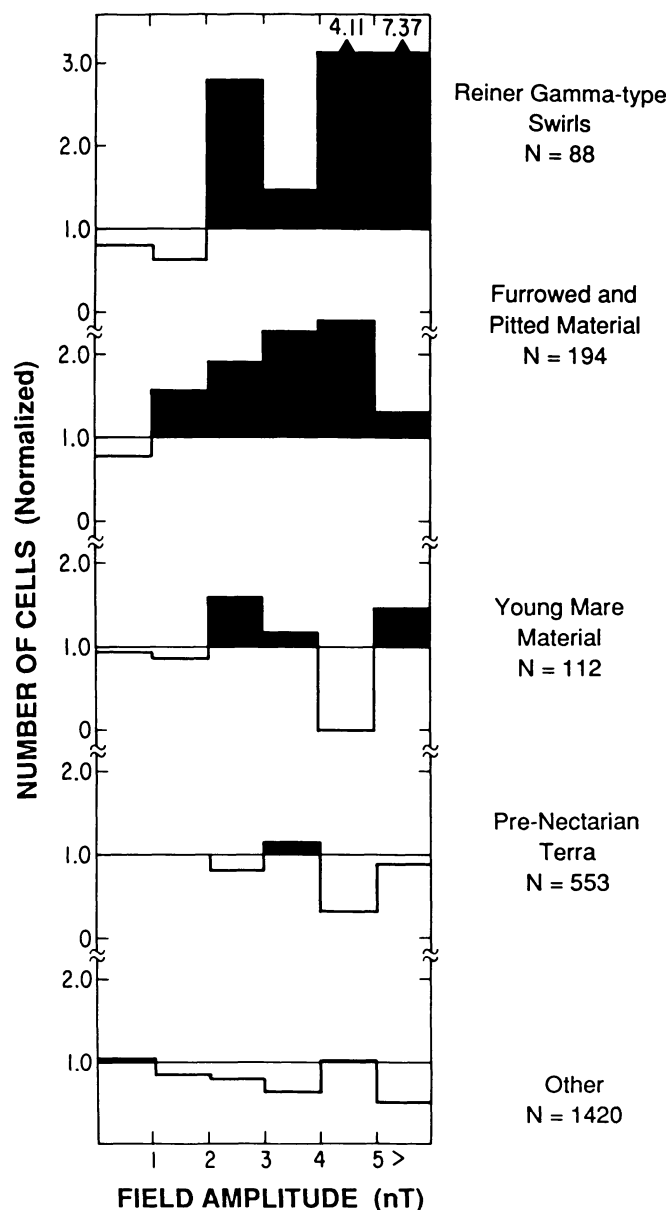 4.11 7.37
3.0
2.0
1.0
0
Reiner Gamma-type
Swirls
N = 88
2.0
1.0
0
Furrowed and
Pitted Material
N = 194
2.0
1.0
0
Young Mare
Material
N = 112
2.0
1.0
0
Pre-Nectarian
Terra
N = 553
2.0
1.0
Other
N = 1420
NUMBER OF CELLS (Normalized)
1 2 3 4 5 >
FIELD AMPLITUDE (nT)